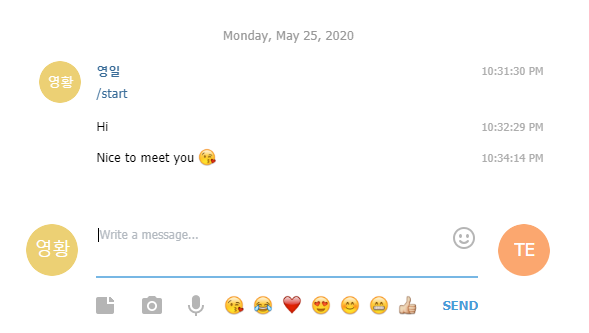 Monday, May 25, 2020
영황
영일
10:31:30 PM
/start
Hi
10:32:29 PM
Nice to meet you 😘
10:34:14 PM
영황
Write a message...
TE
😘 😂 ❤️ 😍 😊 😁 👍🏼
SEND